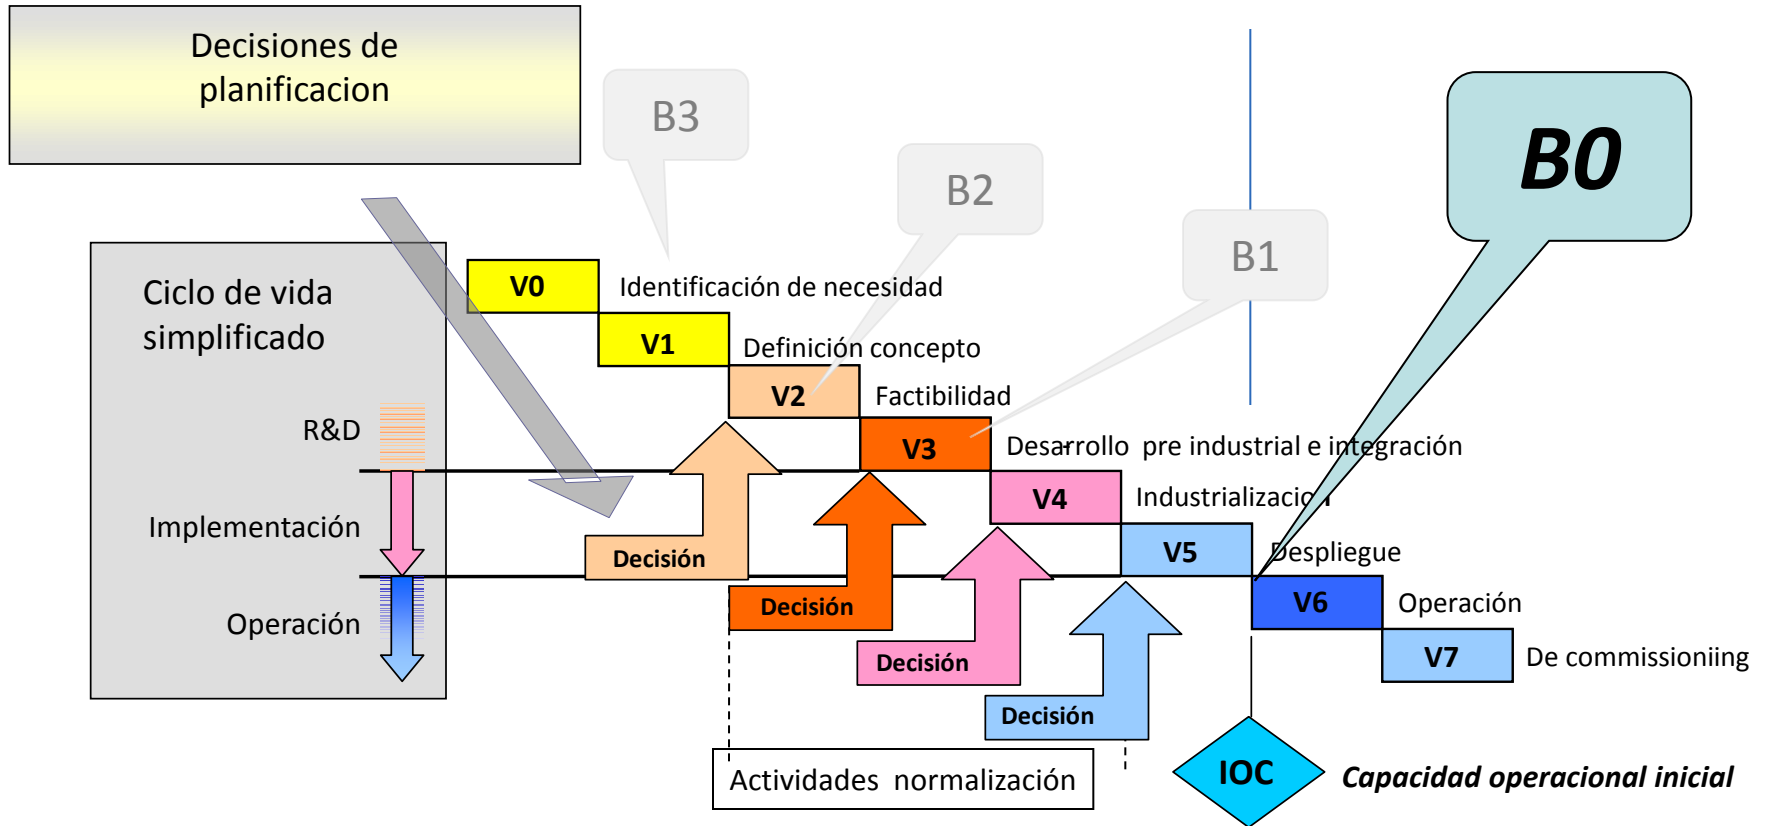 Decisiones de
planificacion
B3
B2
B0
B1
Ciclo de vida
simplificado
V0
Identificación de necesidad
V1
Definición concepto
V2
Factibilidad
R&D
V3
Desarrollo pre industrial e integración
V4
Industrializacion
Implementación
Decisión
V5
Despliegue
Operación
Decisión
V6
Operación
Decisión
V7
De commissioniing
Decisión
Actividades normalización
IOC
Capacidad operacional inicial